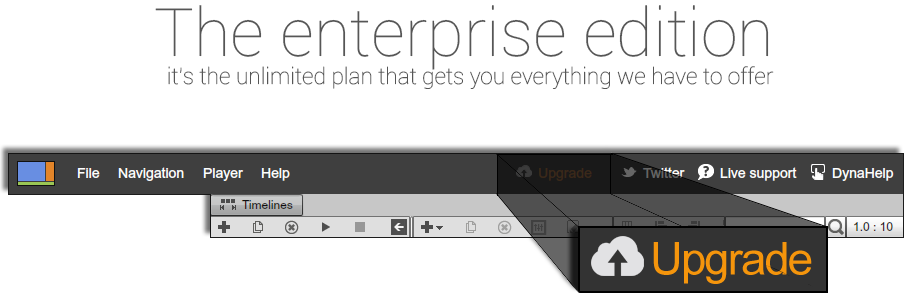 The enterprise edition
it's the unlimited plan that gets you everything we have to offer
File Navigation Player Help Upgrade Twitter Live support DynaHelp
Timelines
1.0 : 10
Upgrade